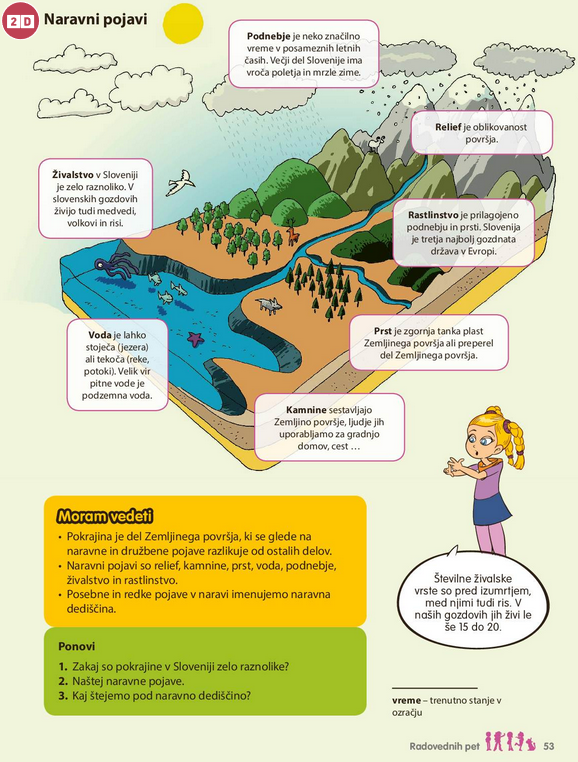 2 D
Naravni pojavi
Podnebje je neko značilno
vreme v posameznih letnih
časih. Večji del Slovenije ima
vroča poletja in mrzle zime.
Relief je oblikovanost
površja.
Živalstvo v Sloveniji
je zelo raznoliko. V
slovenskih gozdovih
živijo tudi medvedi,
volkovi in risi.
Rastlinstvo je prilagojeno
podnebju in prsti. Slovenija
je tretja najbolj gozdnata
država v Evropi.
Voda je lahko
stoječa (jezera)
ali tekoča (reke,
potoki). Velik vir
pitne vode je
podzemna voda.
Prst je zgornja tanka plast
Zemljinega površja ali preperel
del Zemljinega površja.
Kamnine sestavljajo
Zemljino površje, ljudje jih
uporabljamo za gradnjo
domov, cest ...
Moram vedeti
• Pokrajina je del Zemljinega površja, ki se glede na
naravne in družbene pojave razlikuje od ostalih delov.
• Naravni pojavi so relief, kamnine, prst, voda, podnebje,
živalstvo in rastlinstvo.
• Posebne in redke pojave v naravi imenujemo naravna
dediščina.
Ponovi
1. Zakaj so pokrajine v Sloveniji zelo raznolike?
2. Naštej naravne pojave.
3. Kaj štejemo pod naravno dediščino?
Številne živalske
vrste so pred izumrtjem,
med njimi tudi ris. V
naših gozdovih jih živi le
še 15 do 20.
vreme – trenutno stanje v
ozračju
Radovednih pet
53